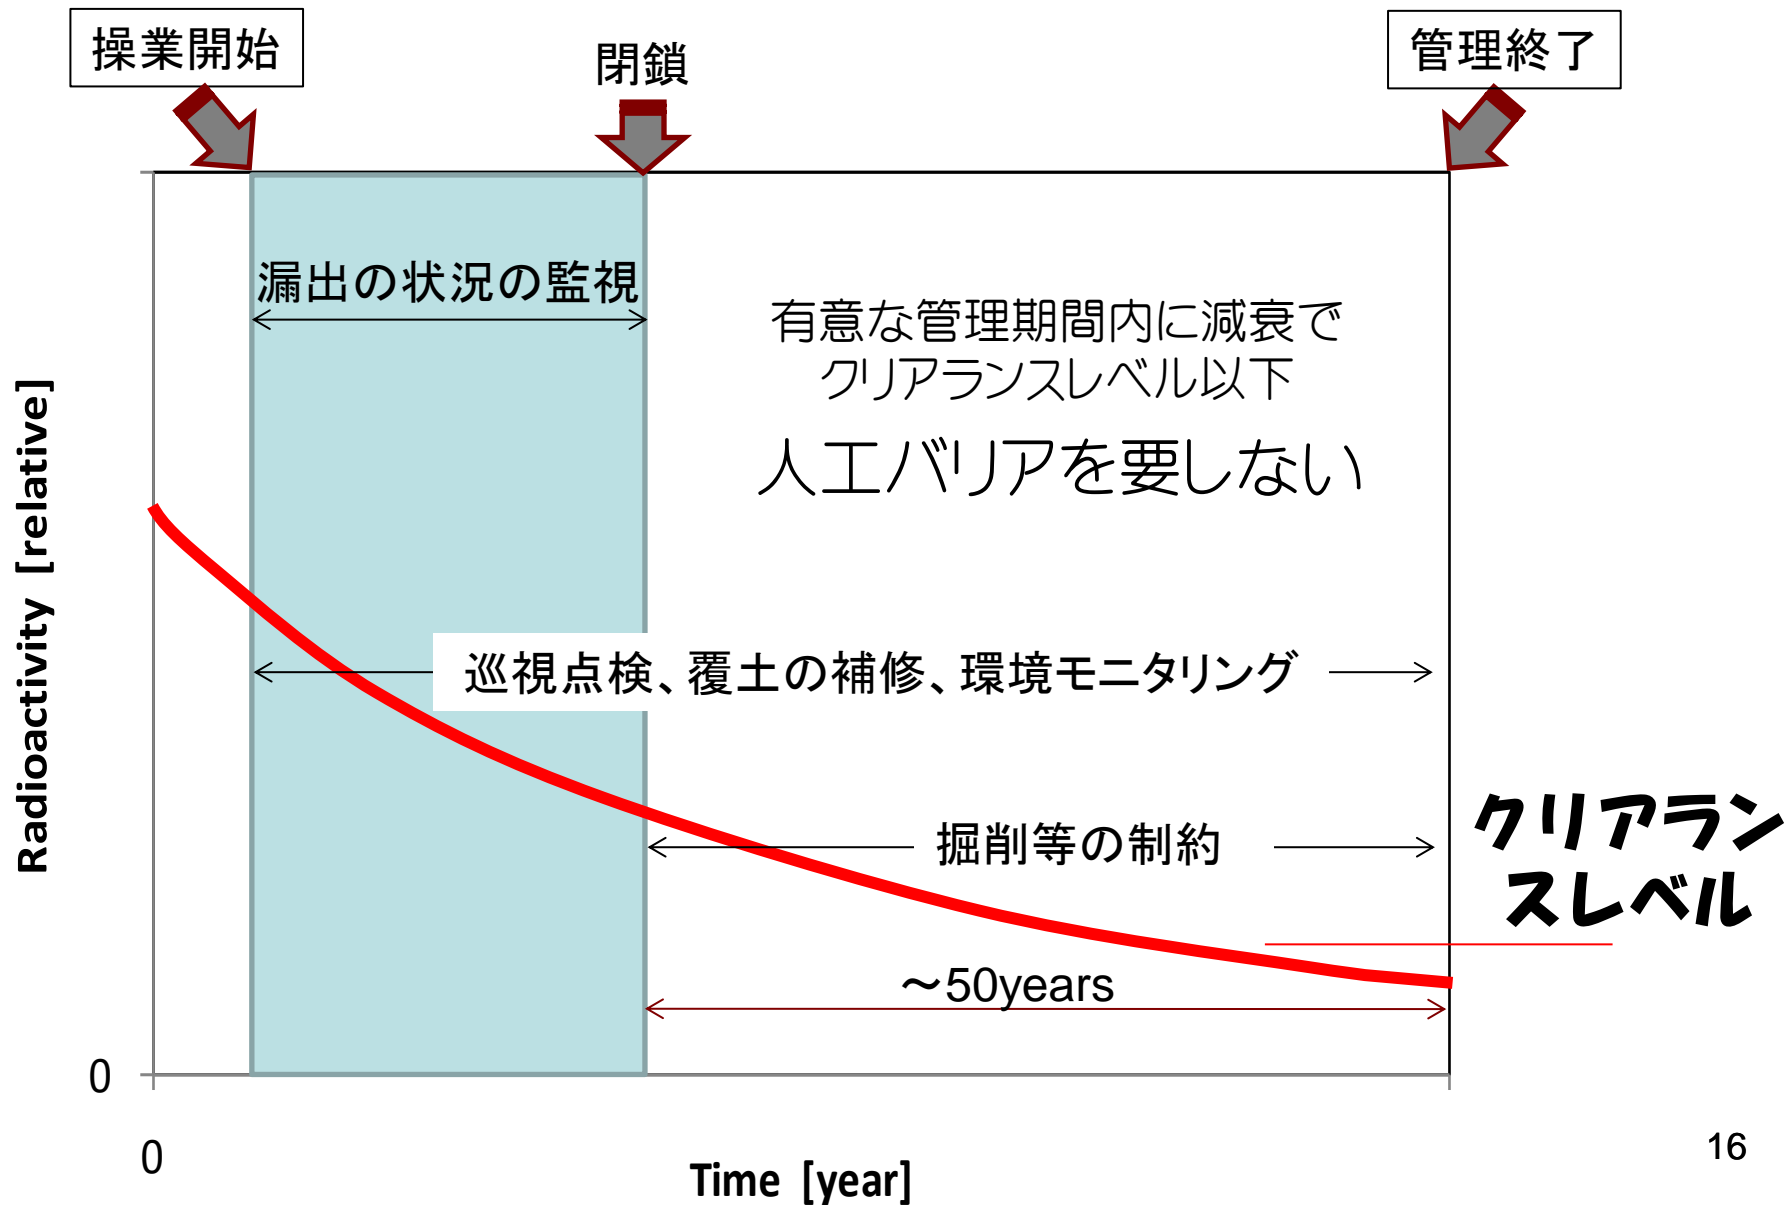 操業開始
閉鎖
管理終了
漏出の状況の監視
有意な管理期間内に減衰で
クリアランスレベル以下
人工バリアを要しない
巡視点検、覆土の補修、環境モニタリング
掘削等の制約
クリアラン
スレベル
～50years
Radioactivity [relative]
0
0
Time [year]
16